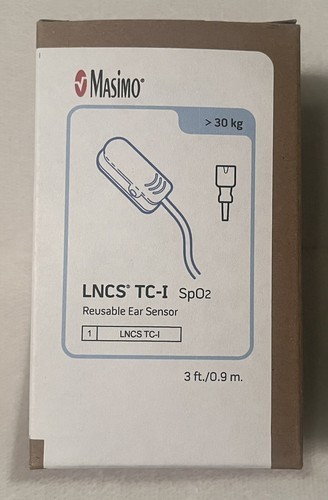 Masimo®
> 30 kg
LNCS® TC-I SpO2
Reusable Ear Sensor
1 LNCS TC-I
3 ft./0.9 m.